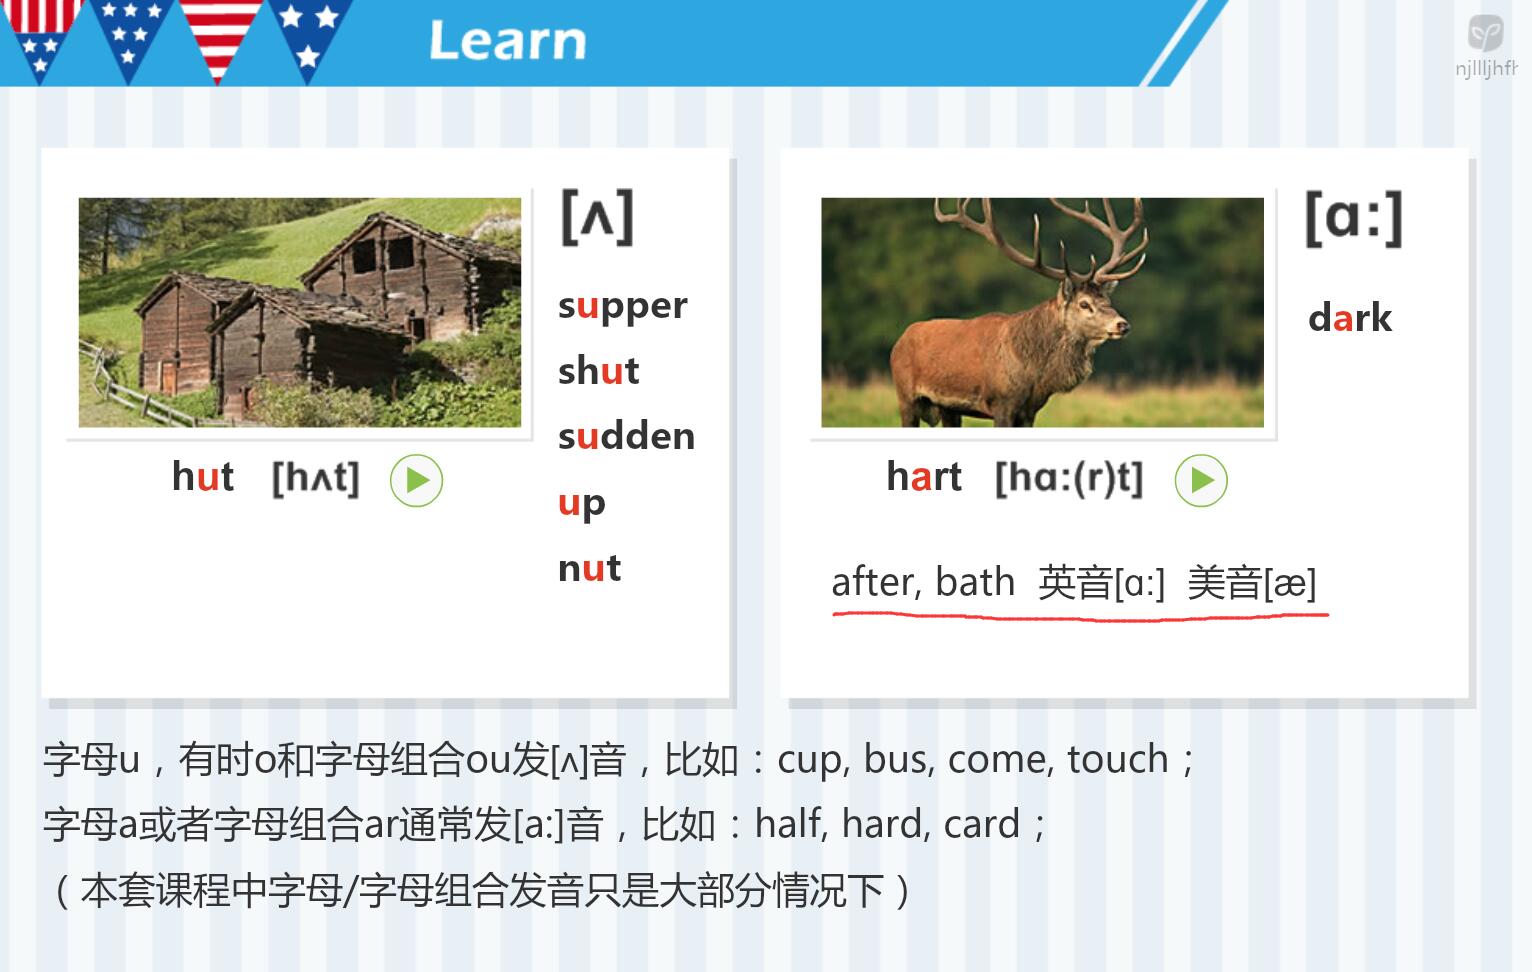 Learn
njllljhfh
[ʌ]
supper
shut
sudden
up
nut
hut [hʌt]
[ɑ:]
dark
hart [hɑ:(r)t]
after, bath 英音[ɑ:] 美音[æ]
字母u，有时o和字母组合ou发[ʌ]音，比如：cup, bus, come, touch；
字母a或者字母组合ar通常发[a:]音，比如：half, hard, card；
（本套课程中字母/字母组合发音只是大部分情况下）